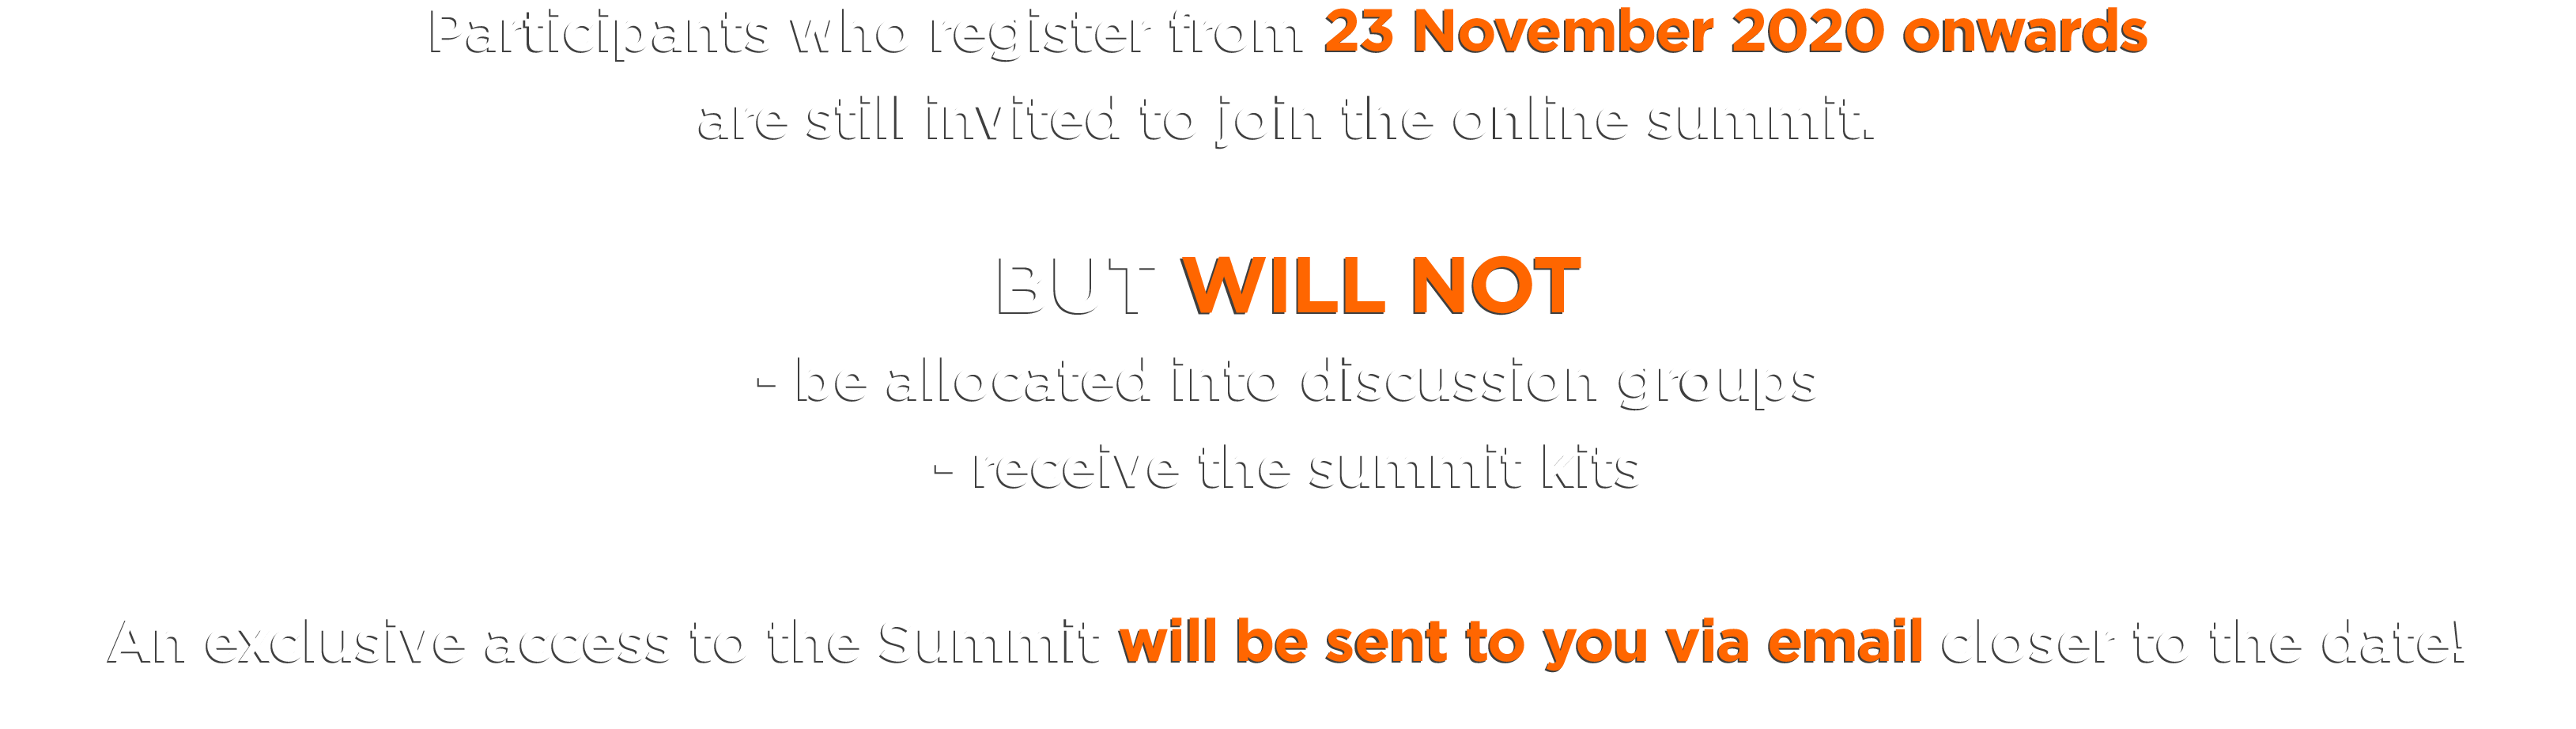 Participants who register from 23 November 2020 onwards
are still invited to join the online summit.
BUT WILL NOT
- be allocated into discussion groups
- receive the summit kits
An exclusive access to the Summit will be sent to you via email closer to the date!